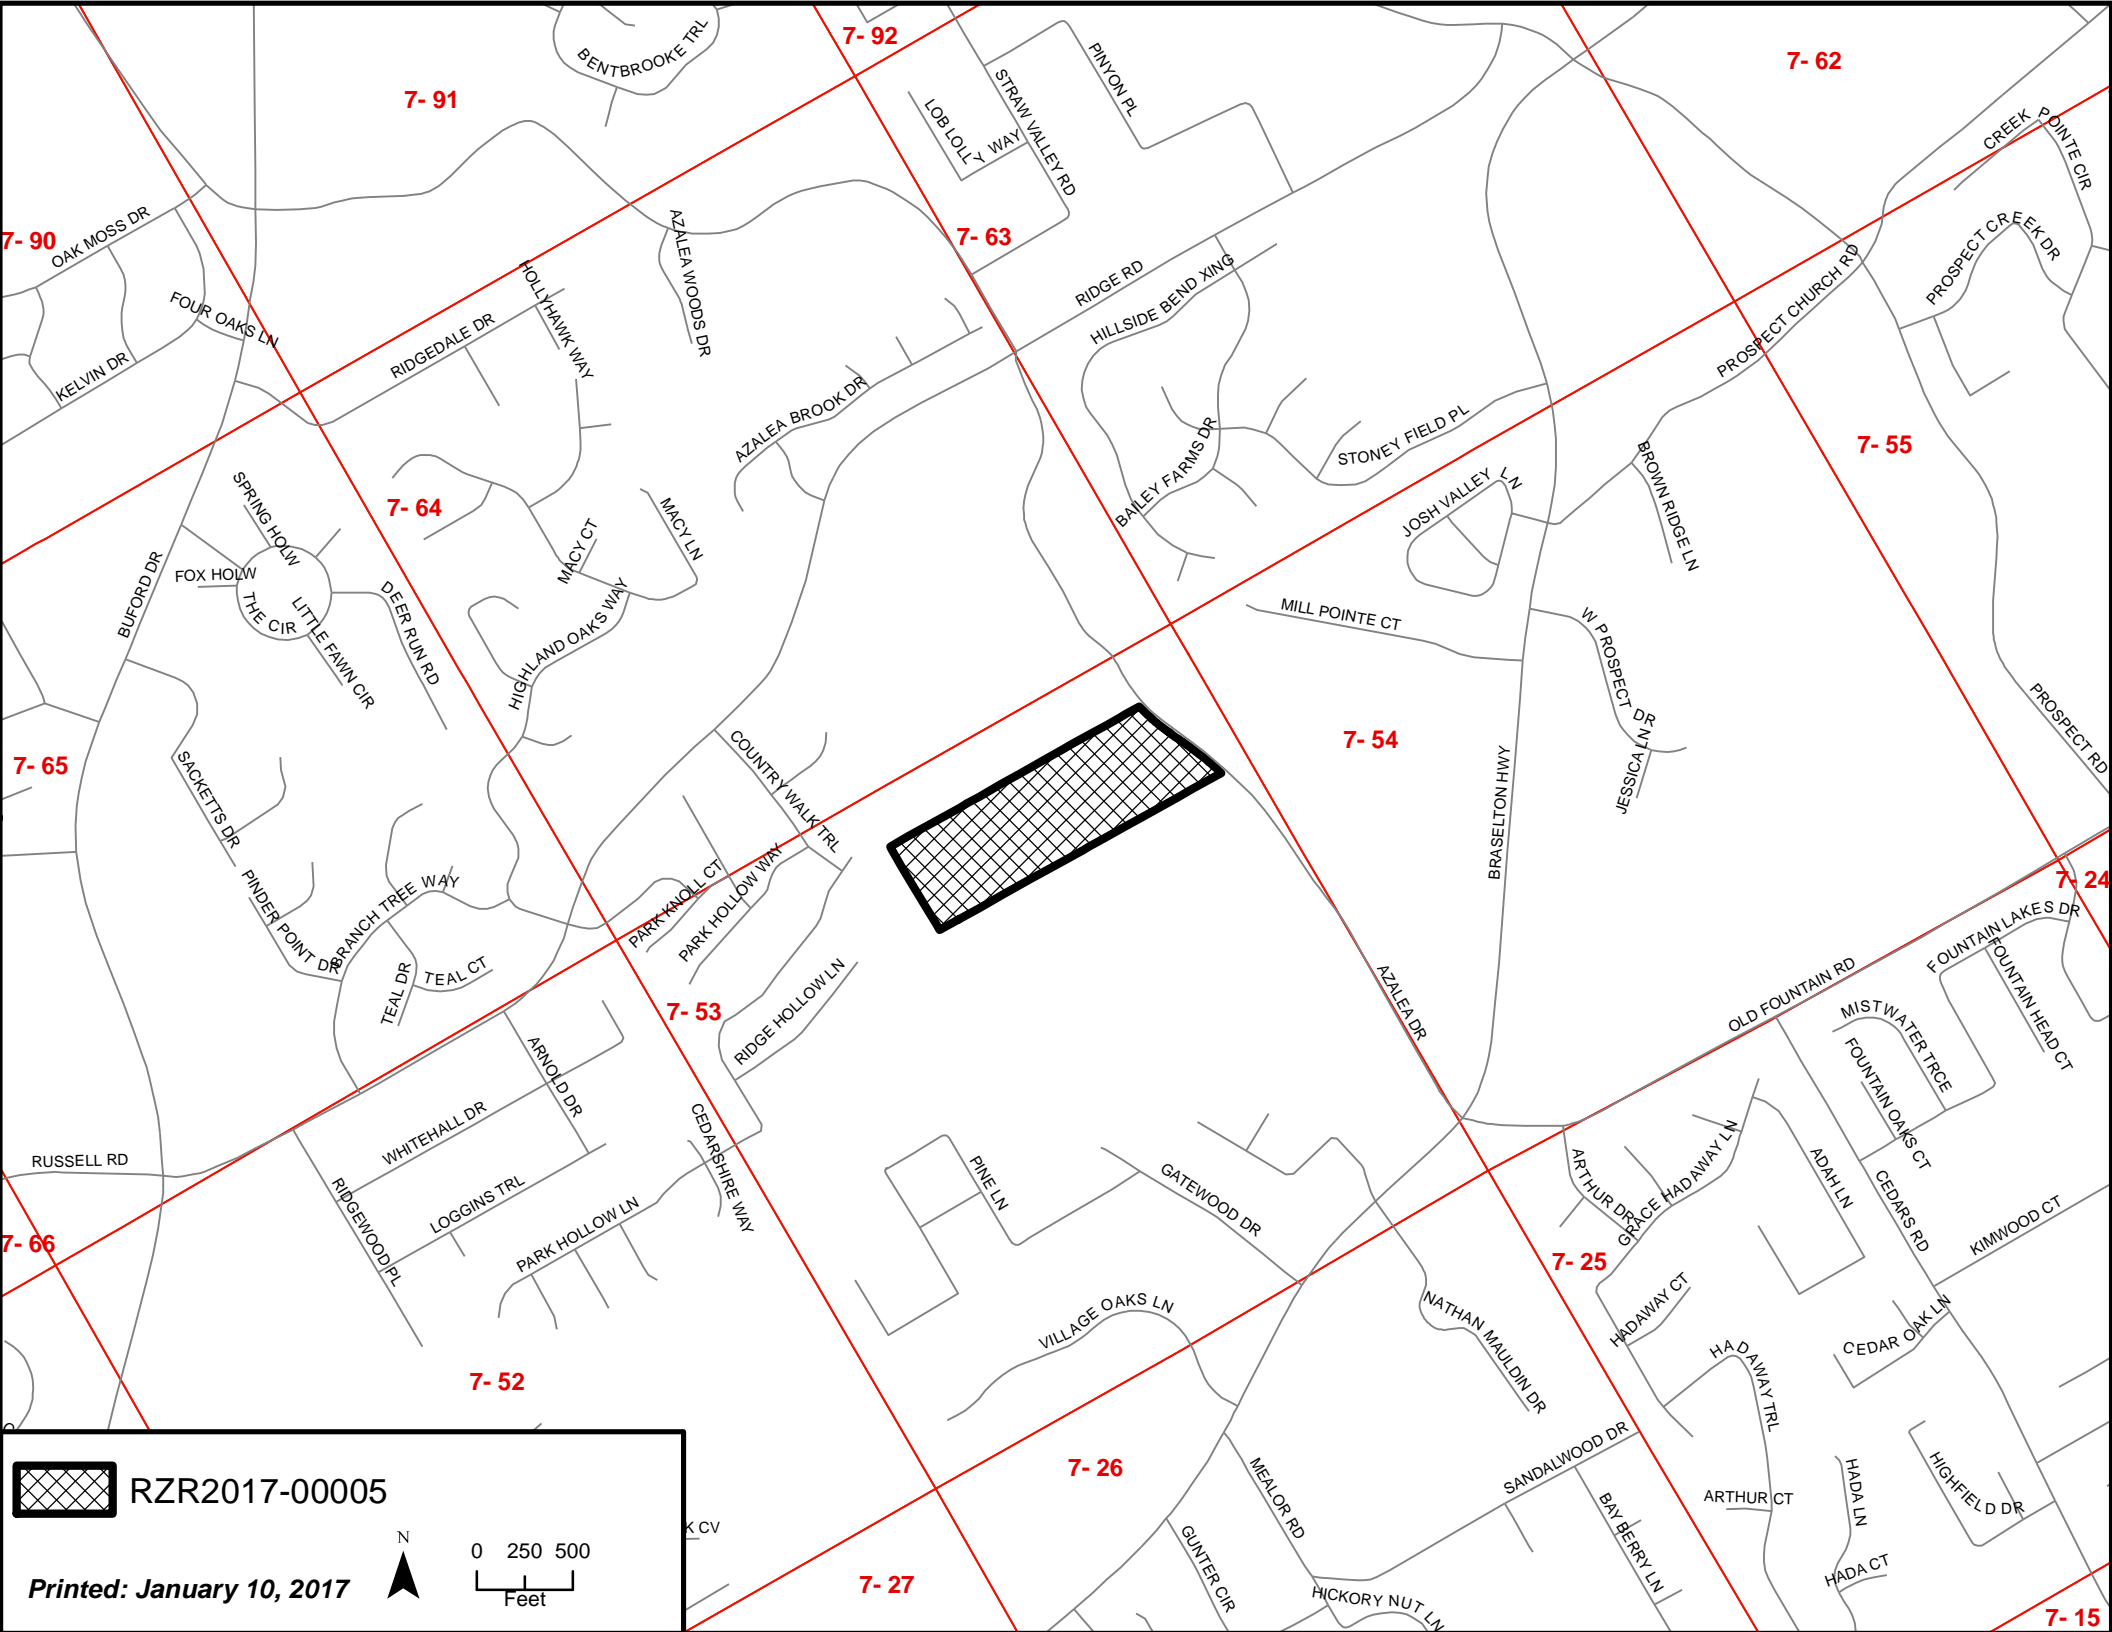 BENTBROOKE TRL
7- 92
7- 91
7- 62
PINYON PL
STRAW VALLEY RD
LOB LOLLY WAY
CREEK POINTE CIR
7- 90
OAK MOSS DR
7- 63
AZALEA WOODS DR
PROSPECT CREEK DR
RIDGE RD
HILLSIDE BEND XING
PROSPECT CHURCH RD
FOUR OAKS LN
HOLLYHAWK WAY
RIDGEDALE DR
KELVIN DR
AZALEA BROOK DR
STONEY FIELD PL
BAILEY FARMS DR
7- 55
BROWN RIDGE LN
JOSH VALLEY LN
SPRING HOLW
7- 64
MACY LN
MACY CT
BUFORD DR
FOX HOLW
THE CIR
LITTLE FAWN CIR
DEER RUN RD
HIGHLAND OAKS WAY
MILL POINTE CT
W PROSPECT DR
JESSICA LN
PROSPECT RD
7- 65
SACKETTS DR
COUNTRY WALK TRL
7- 54
BRASELTON HWY
PINDER POINT DR
BRANCH TREE WAY
PARK KNOLL CT
PARK HOLLOW WAY
7- 24
FOUNTAIN LAKES DR
FOUNTAIN HEAD CT
TEAL DR
TEAL CT
RIDGE HOLLOW LN
7- 53
AZALEA DR
OLD FOUNTAIN RD
MISTWATER TRCE
FOUNTAIN OAKS CT
ARNOLD DR
WHITEHALL DR
CEDARSHIRE WAY
RUSSELL RD
RIDGEWOOD PL
LOGGINS TRL
PARK HOLLOW LN
PINE LN
GATEWOOD DR
ARTHUR DR
GRACE HADAWAY LN
ADAH LN
CEDARS RD
KIMWOOD CT
7- 66
7- 25
HADAWAY CT
VILLAGE OAKS LN
NATHAN MAULDIN DR
HADAWAY TRL
CEDAR OAK LN
7- 52
7- 26
MEALOR RD
SANDALWOOD DR
HADA LN
HIGHFIELD DR
ARTHUR CT
BAY BERRY LN
GUNTER CIR
K CV
7- 27
HICKORY NUT LN
HADA CT
7- 15
RZR2017-00005
N
0 250 500
Feet
Printed: January 10, 2017